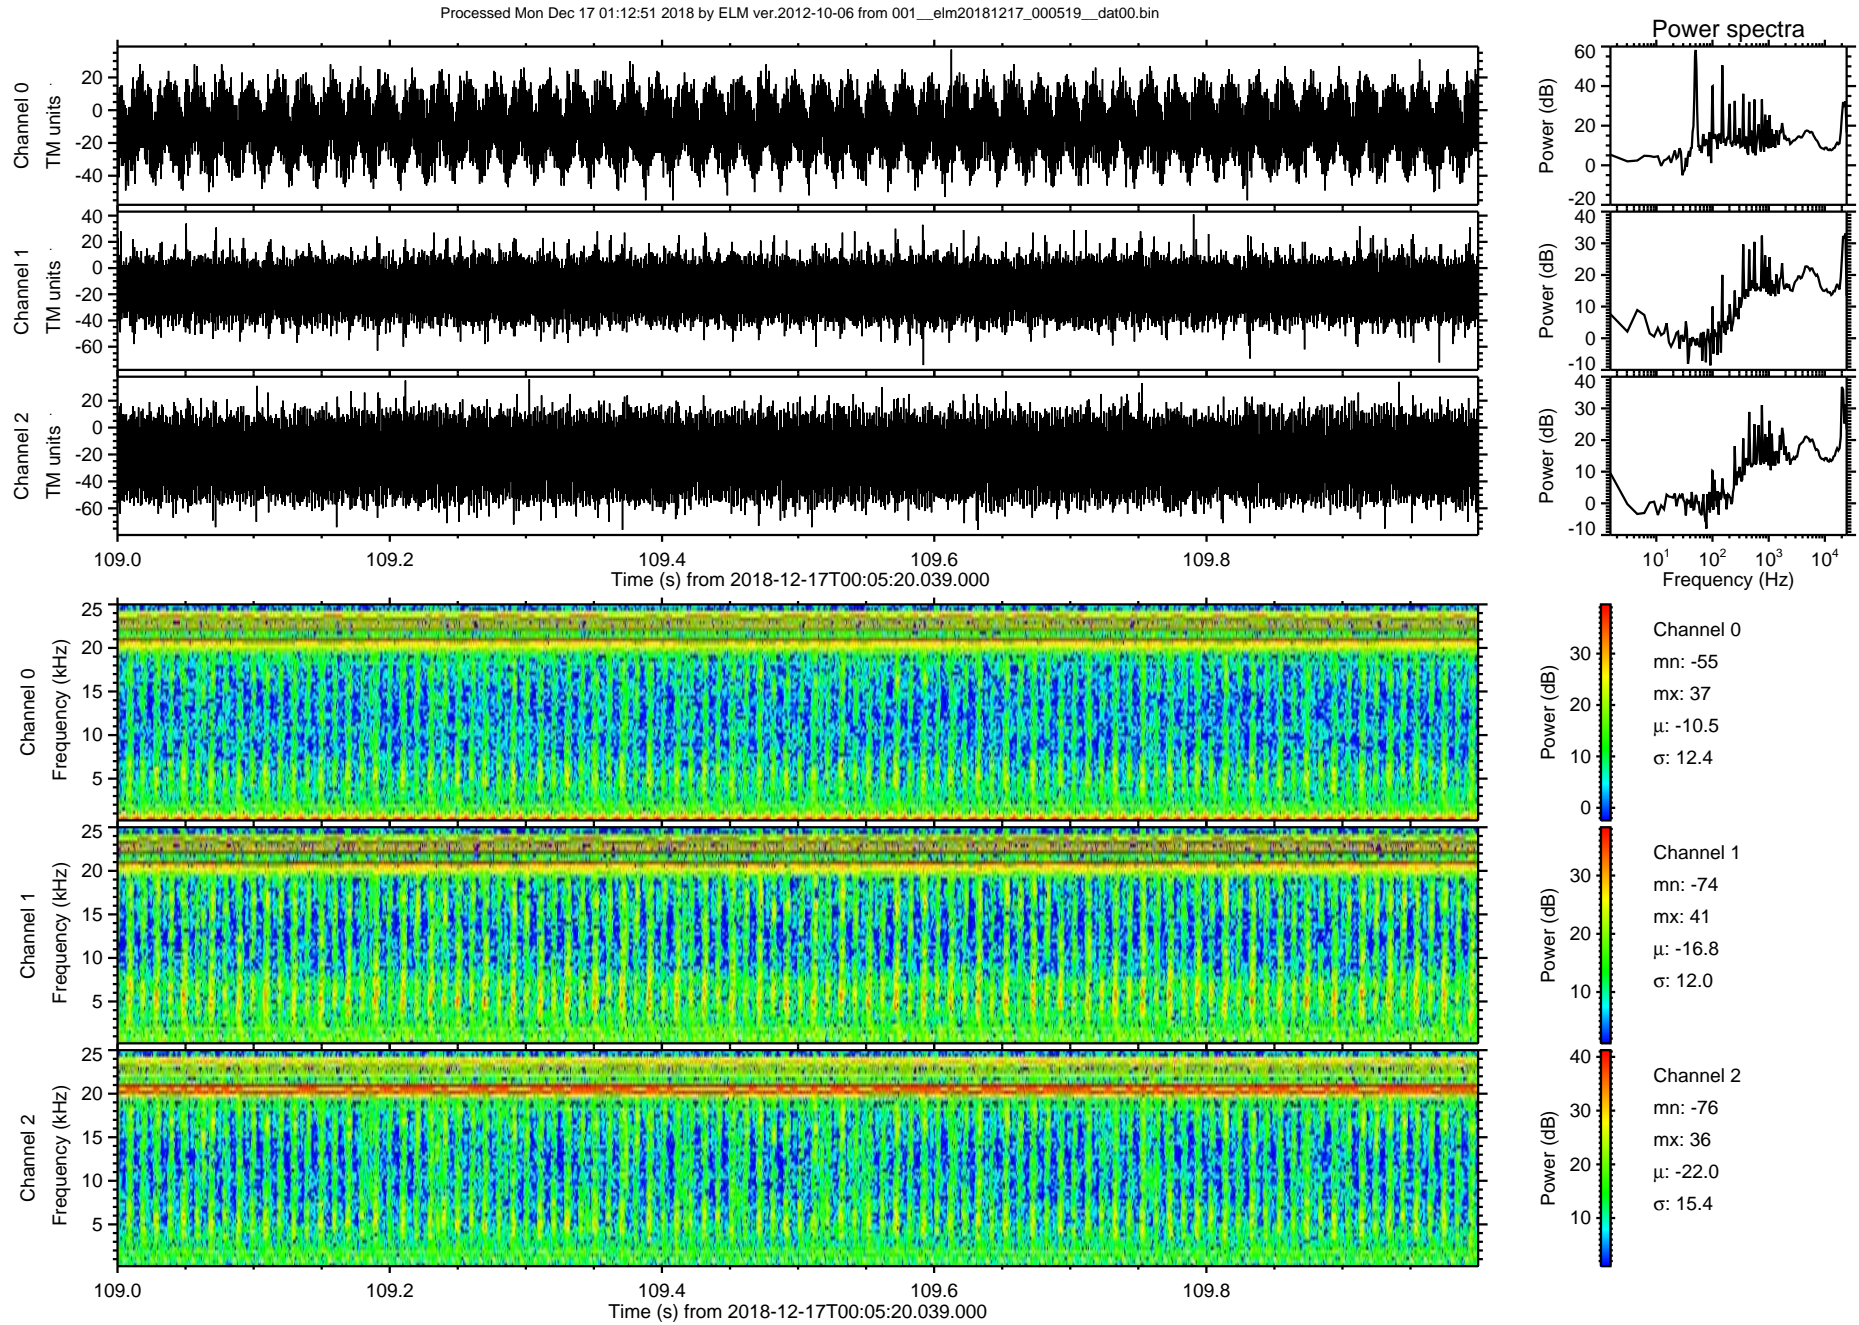 Processed Mon Dec 17 01:12:51 2018 by ELM ver.2012-10-06 from 001__elm20181217_000519__dat00.bin
Power spectra
Channel 0
TM units
20
0
-20
-40
Power (dB)
60
40
20
0
-20
Channel 1
TM units
40
20
0
-20
-40
-60
Power (dB)
40
30
20
10
0
-10
Channel 2
TM units
20
0
-20
-40
-60
Power (dB)
40
30
20
10
0
-10
109.0 109.2 109.4 109.6 109.8
Time (s) from 2018-12-17T00:05:20.039.000
10¹ 10² 10³ 10⁴
Frequency (Hz)
Channel 0
Frequency (kHz)
25
20
15
10
5
Power (dB)
30
20
10
0
Channel 0
mn: -55
mx: 37
µ: -10.5
σ: 12.4
Channel 1
Frequency (kHz)
25
20
15
10
5
Power (dB)
30
20
10
Channel 1
mn: -74
mx: 41
µ: -16.8
σ: 12.0
Channel 2
Frequency (kHz)
25
20
15
10
5
Power (dB)
40
30
20
10
Channel 2
mn: -76
mx: 36
µ: -22.0
σ: 15.4
109.0 109.2 109.4 109.6 109.8
Time (s) from 2018-12-17T00:05:20.039.000